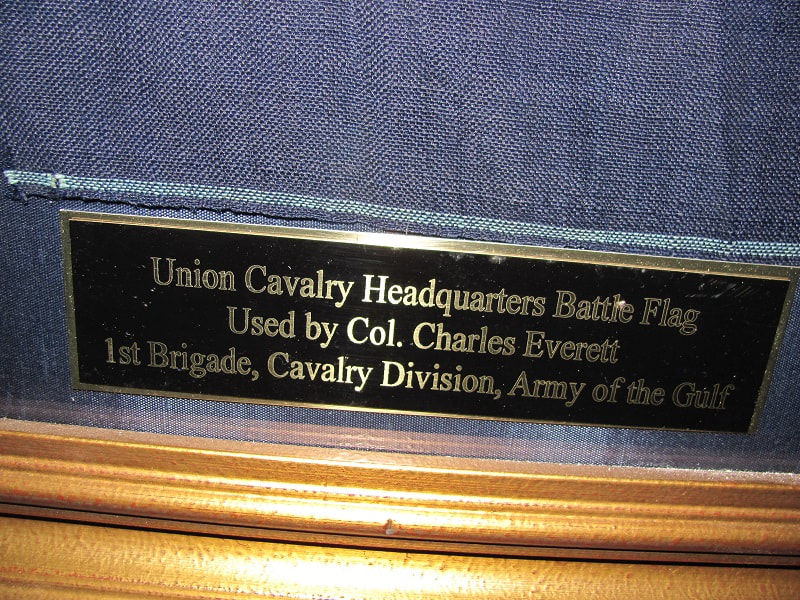 Union Cavalry Headquarters Battle Flag
Used by Col. Charles Everett
1st Brigade, Cavalry Division, Army of the Gulf